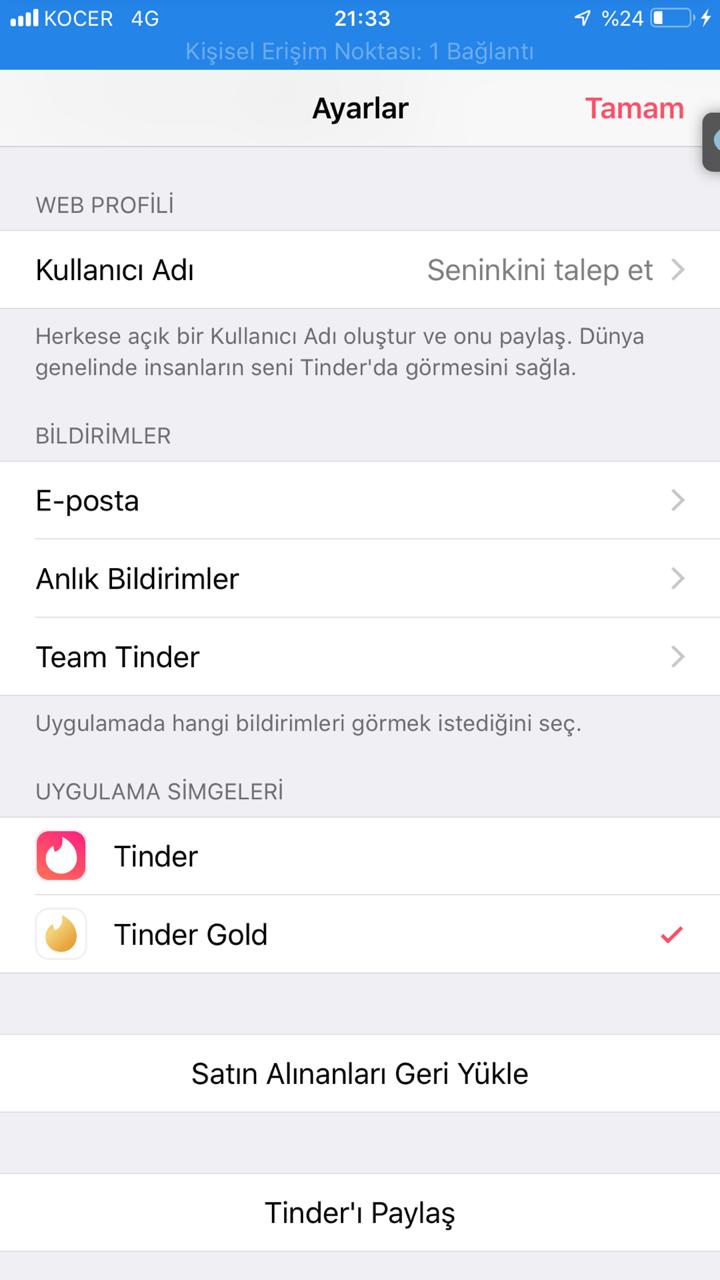 KOCER 4G 21:33 %24
Kişisel Erişim Noktası: 1 Bağlantı
Ayarlar Tamam
WEB PROFİLİ
Kullanıcı Adı Seninkini talep et
Herkese açık bir Kullanıcı Adı oluştur ve onu paylaş. Dünya
genelinde insanların seni Tinder'da görmesini sağla.
BİLDİRİMLER
E-posta
Anlık Bildirimler
Team Tinder
Uygulamada hangi bildirimleri görmek istediğini seç.
UYGULAMA SİMGELERİ
Tinder
Tinder Gold
Satın Alınanları Geri Yükle
Tinder'ı Paylaş